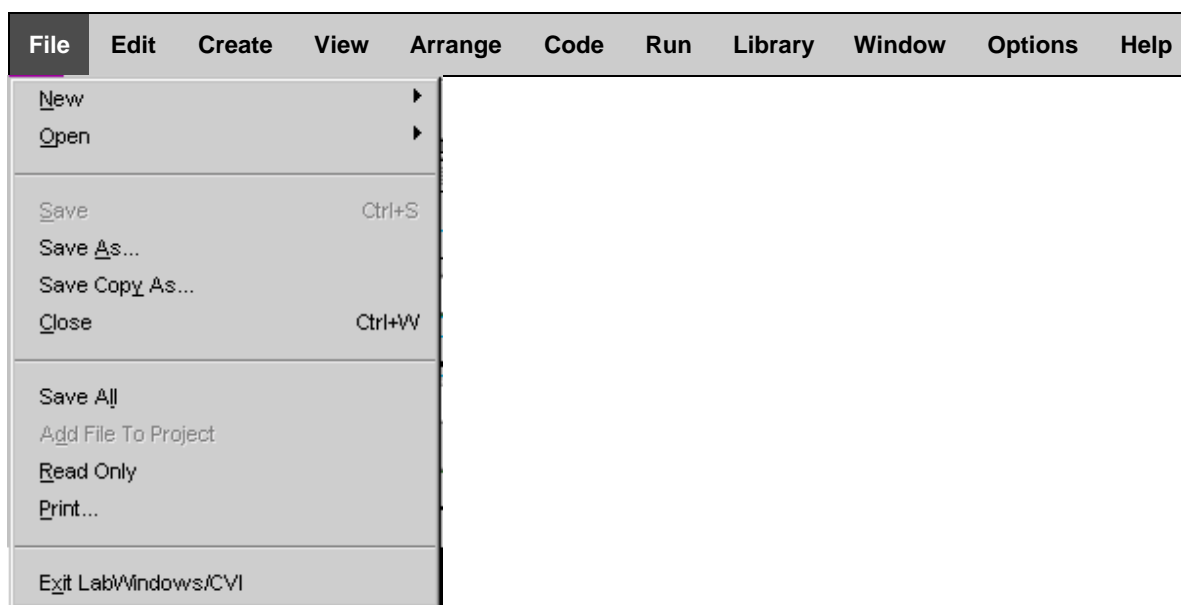 File Edit Create View Arrange Code Run Library Window Options Help
New
Open
Save Ctrl+S
Save As...
Save Copy As...
Close Ctrl+W
Save All
Add File To Project
Read Only
Print...
Exit LabWindows/CVI